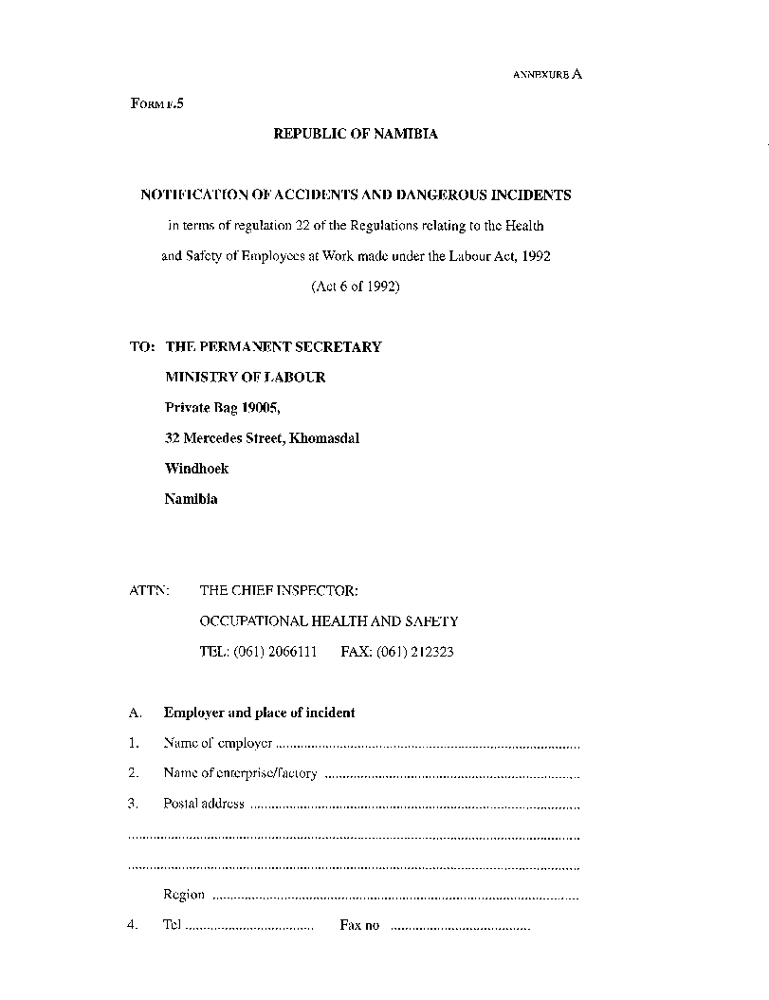 ANNEXURE A
FORM F.5
REPUBLIC OF NAMIBIA
NOTIFICATION OF ACCIDENTS AND DANGEROUS INCIDENTS
in terms of regulation 22 of the Regulations relating to the Health
and Safety of Employees at Work made under the Labour Act, 1992
(Act 6 of 1992)
TO: THE PERMANENT SECRETARY
MINISTRY OF LABOUR
Private Bag 19005,
32 Mercedes Street, Khomasdal
Windhoek
Namibia
ATTN: THE CHIEF INSPECTOR:
OCCUPATIONAL HEALTH AND SAFETY
TEL: (061) 2066111 FAX: (061) 212323
A. Employer and place of incident
1. Name of employer ........................................
2. Name of enterprise/factory ........................................
3. Postal address ........................................
........................................
........................................
Region ........................................
4. Tel .................... Fax no ....................